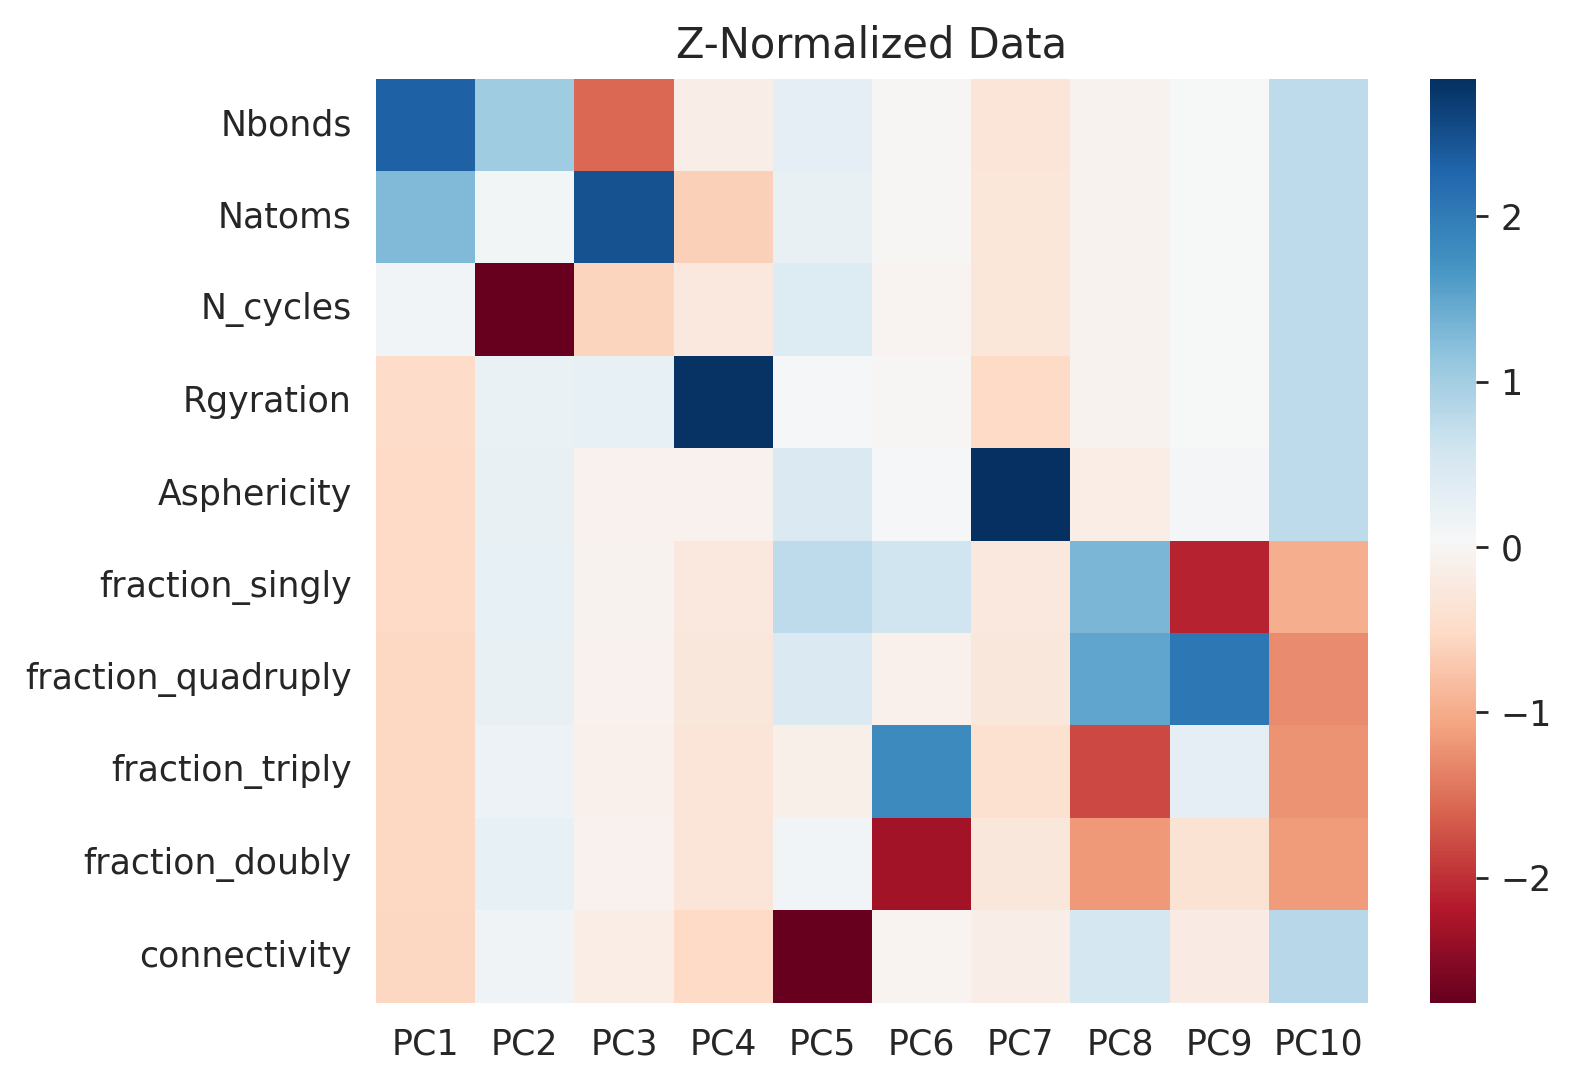 Z-Normalized Data
Nbonds
Natoms
N_cycles
Rgyration
Asphericity
fraction_singly
fraction_quadruply
fraction_triply
fraction_doubly
connectivity
PC1 PC2 PC3 PC4 PC5 PC6 PC7 PC8 PC9 PC10
2
1
0
−1
−2